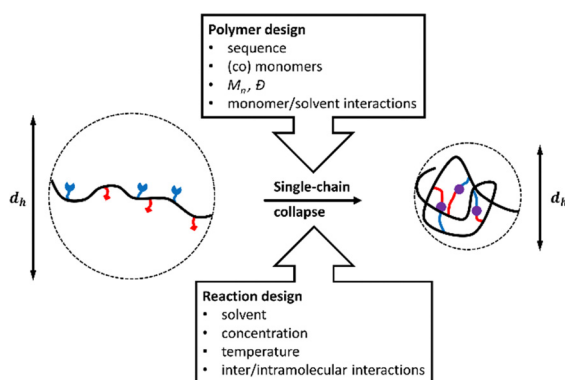 Polymer design
• sequence
• (co) monomers
• Mn, Đ
• monomer/solvent interactions
dh
Single-chain
collapse
dh
Reaction design
• solvent
• concentration
• temperature
• inter/intramolecular interactions